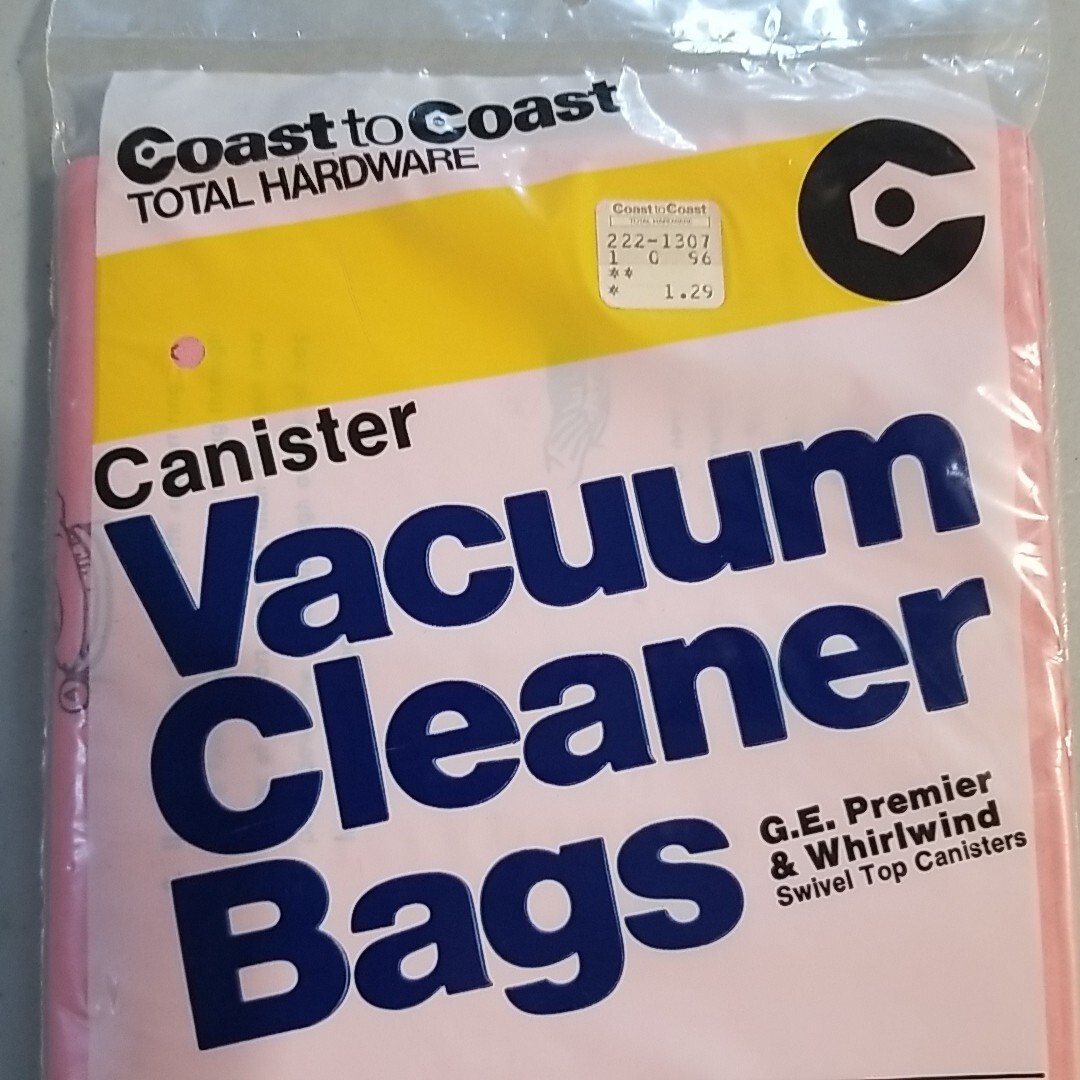 Coast to Coast
TOTAL HARDWARE
Coast to Coast
TOTAL HARDWARE
222-1307
1 0 96
**
* 1.29
Canister
Vacuum
Cleaner
Bags
G.E. Premier
& Whirlwind
Swivel Top Canisters